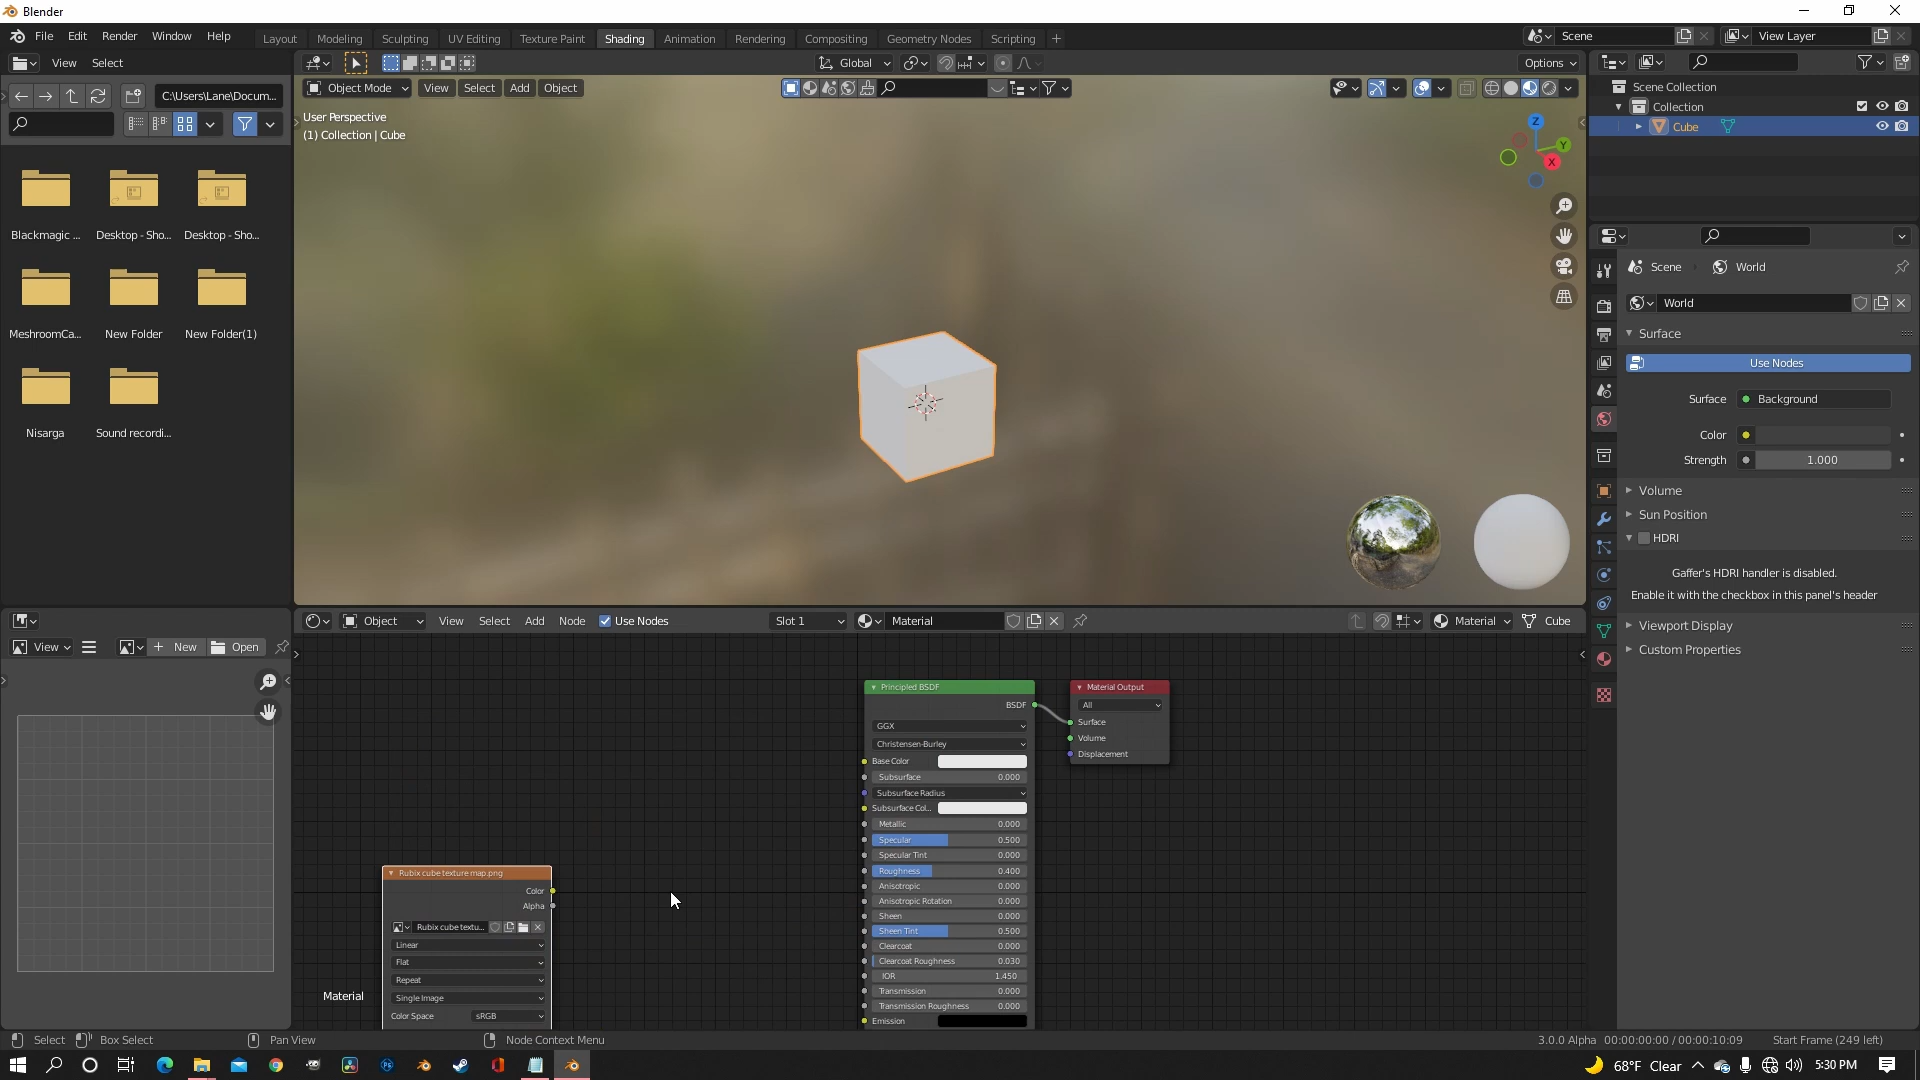 Blender
File Edit Render Window Help
Layout Modeling Sculpting UV Editing Texture Paint Shading Animation Rendering Compositing Geometry Nodes Scripting
Scene
View Layer
View Select
Global
Options
C:\Users\Lane\Docum...
Object Mode View Select Add Object
User Perspective
(1) Collection | Cube
Z
Y
X
Scene Collection
Collection
Cube
Blackmagic ... Desktop - Sho... Desktop - Sho...
MeshroomCa... New Folder New Folder(1)
Nisarga Sound recordi...
Scene World
World
Surface
Use Nodes
Surface Background
Color
Strength 1.000
Volume
Sun Position
HDRI
Gaffer's HDRI handler is disabled.
Enable it with the checkbox in this panel's header
Viewport Display
Custom Properties
View New Open
Object View Select Add Node Use Nodes Slot 1 Material Material Cube
Principled BSDF
BSDF
GGX
Christensen-Burley
Base Color
Subsurface 0.000
Subsurface Radius
Subsurface Col...
Metallic 0.000
Specular 0.500
Specular Tint 0.000
Roughness 0.400
Anisotropic 0.000
Anisotropic Rotation 0.000
Sheen 0.000
Sheen Tint 0.500
Clearcoat 0.000
Clearcoat Roughness 0.030
IOR 1.450
Transmission 0.000
Transmission Roughness 0.000
Emission
Material Output
All
Surface
Volume
Displacement
Rubix cube texture map.png
Color
Alpha
Rubix cube textu...
Linear
Flat
Repeat
Single Image
Color Space sRGB
Material
Select Box Select Pan View Node Context Menu
3.0.0 Alpha 00:00:00:00 / 00:00:10:09 Start Frame (249 left)
68°F Clear 5:30 PM